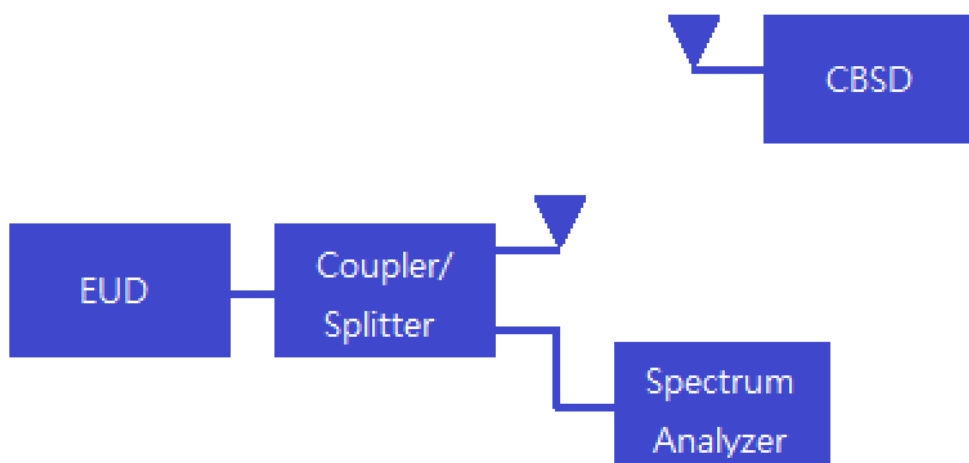 CBSD
EUD
Coupler/
Splitter
Spectrum
Analyzer